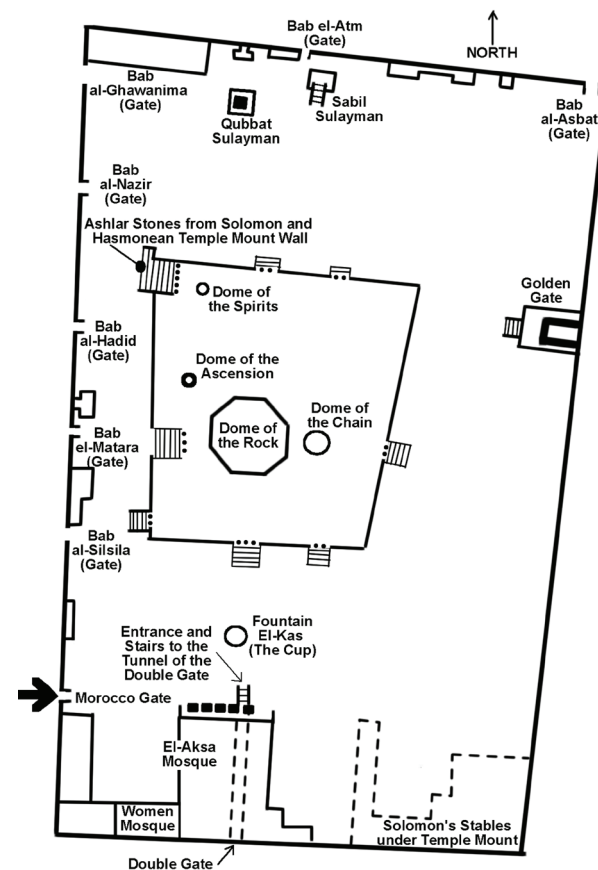 Bab el-Atm
(Gate)
NORTH
Bab
al-Ghawanima
(Gate)
Qubbat
Sulayman
Sabil
Sulayman
Bab
al-Asbat
(Gate)
Bab
al-Nazir
(Gate)
Ashlar Stones from Solomon and
Hasmonean Temple Mount Wall
Golden
Gate
Dome of
the Spirits
Bab
al-Hadid
(Gate)
Dome of the
Ascension
Dome of
the Rock
Dome of
the Chain
Bab
el-Matara
(Gate)
Bab
al-Silsila
(Gate)
Fountain
El-Kas
(The Cup)
Entrance and
Stairs to the
Tunnel of the
Double Gate
Morocco Gate
El-Aksa
Mosque
Women
Mosque
Solomon's Stables
under Temple Mount
Double Gate